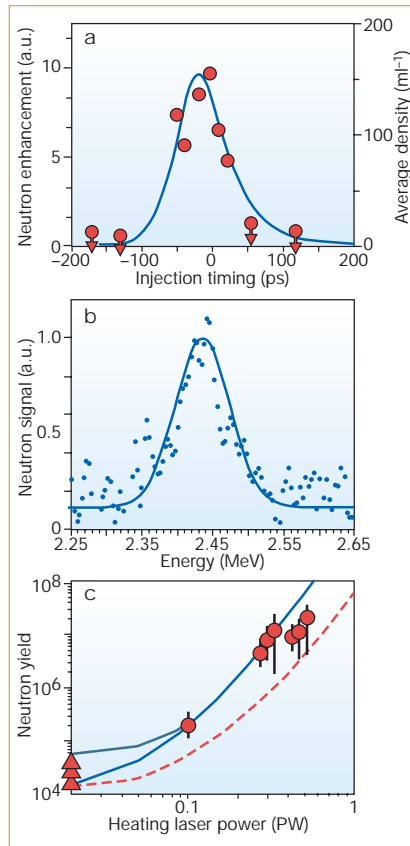 a
Neutron enhancement (a.u.)
10
5
0
200
100
0
Average density (ml⁻¹)
−200 −100 0 100 200
Injection timing (ps)
b
Neutron signal (a.u.)
1.0
0.5
0
2.25 2.35 2.45 2.55 2.65
Energy (MeV)
c
Neutron yield
10⁸
10⁶
10⁴
0.1 1
Heating laser power (PW)